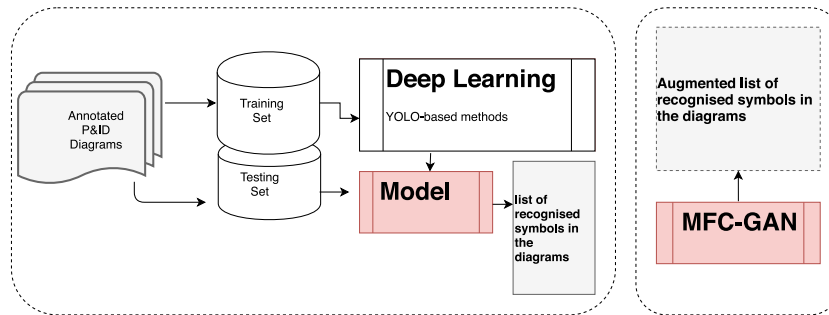 Annotated
P&ID
Diagrams
Training
Set
Testing
Set
Deep Learning
YOLO-based methods
Model
list of
recognised
symbols in
the
diagrams
Augmented list of
recognised symbols in
the diagrams
MFC-GAN